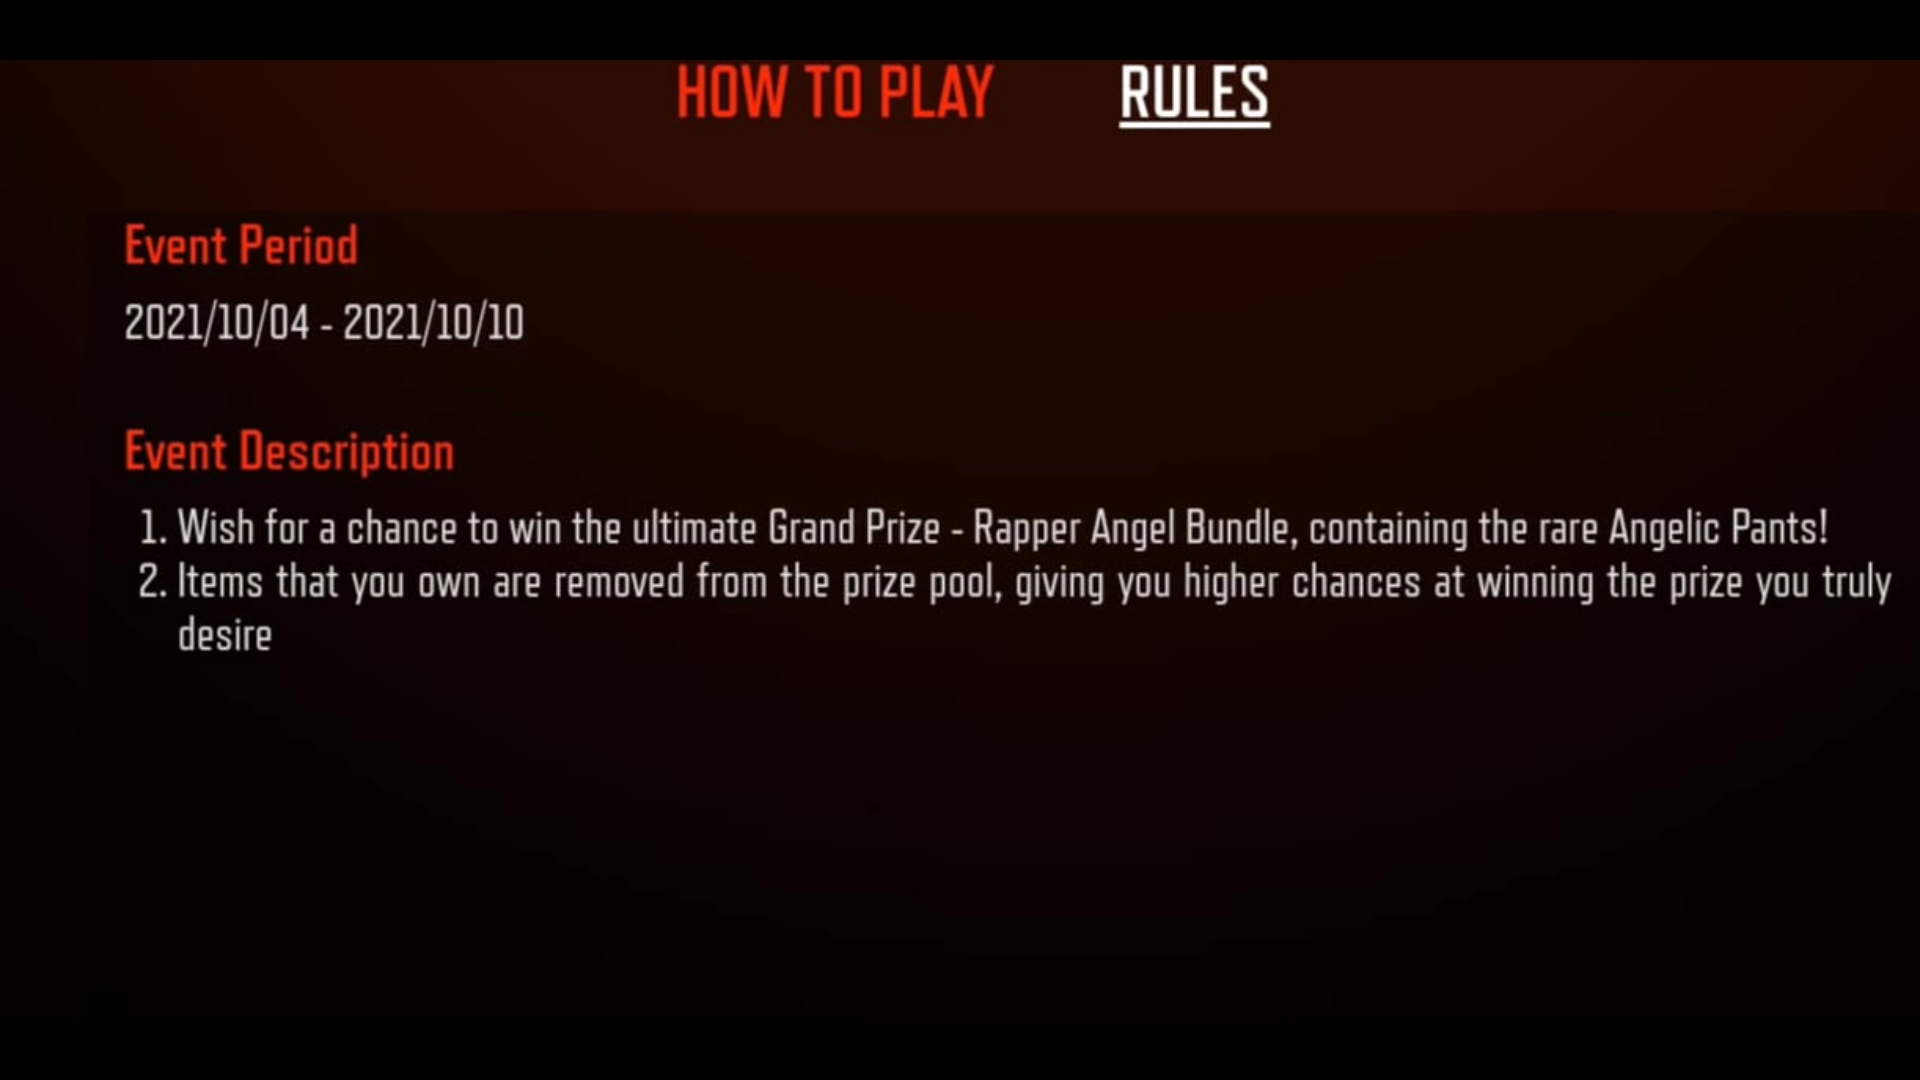 HOW TO PLAY RULES
Event Period
2021/10/04 - 2021/10/10
Event Description
1. Wish for a chance to win the ultimate Grand Prize - Rapper Angel Bundle, containing the rare Angelic Pants!
2. Items that you own are removed from the prize pool, giving you higher chances at winning the prize you truly
desire